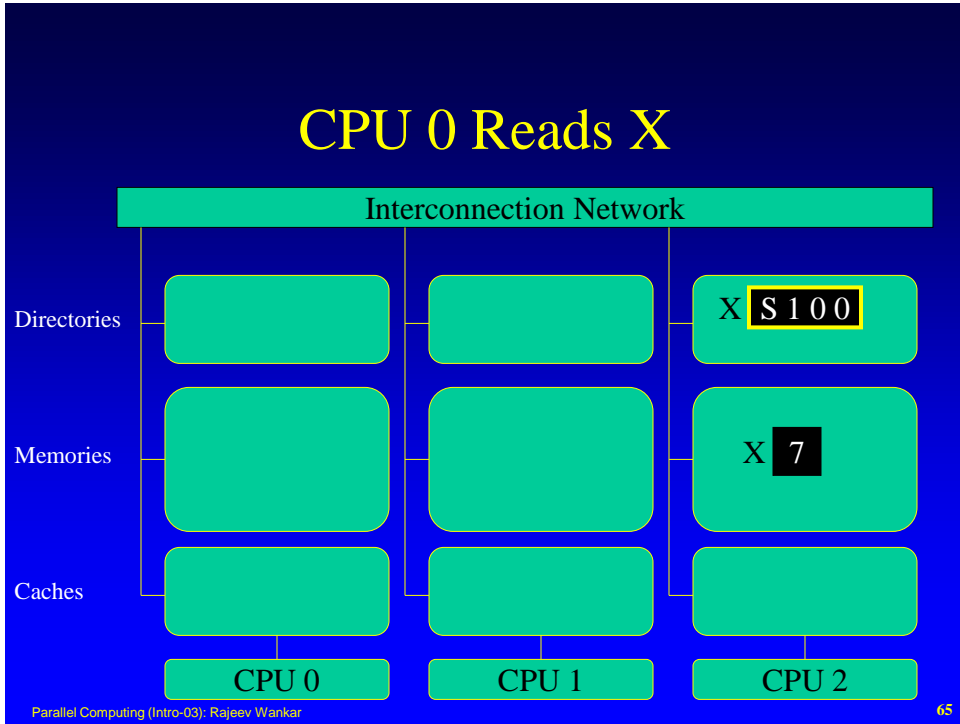 CPU 0 Reads X
Interconnection Network
Directories
X S 1 0 0
Memories
X 7
Caches
CPU 0 CPU 1 CPU 2
Parallel Computing (Intro-03): Rajeev Wankar 65